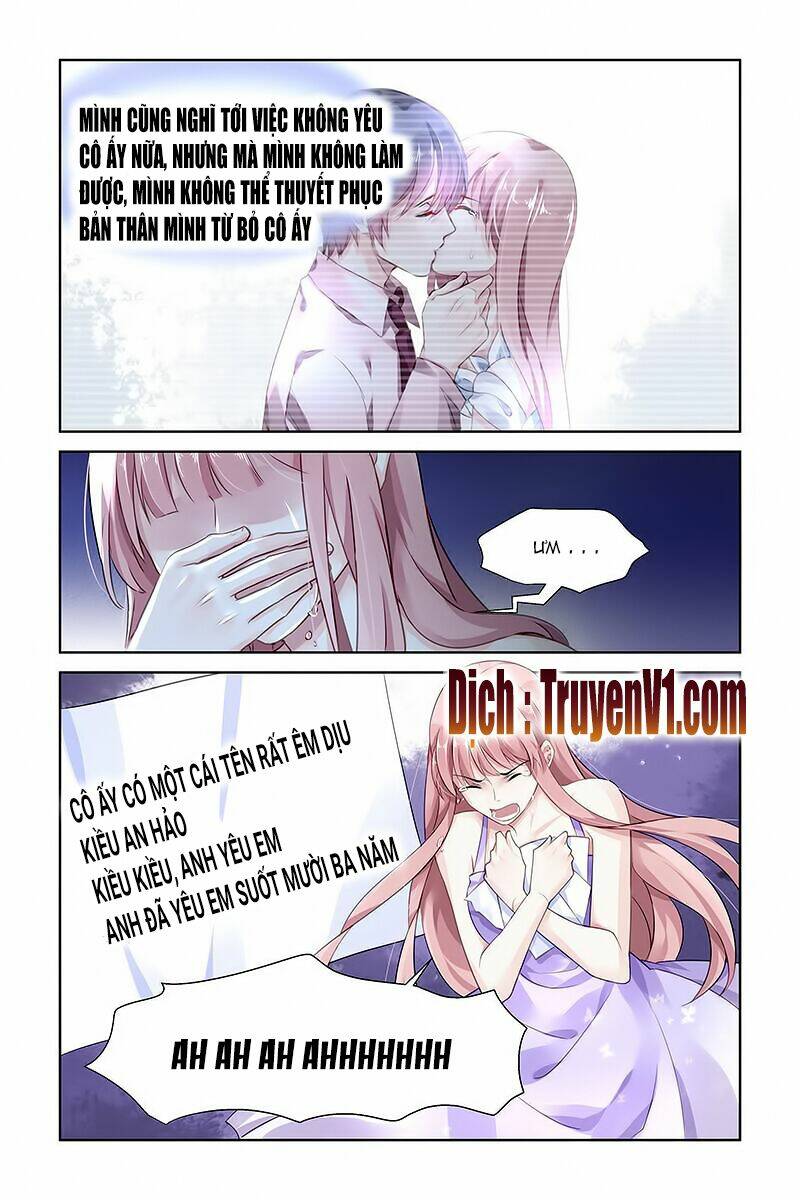 MÌNH CŨNG NGHĨ TỚI VIỆC KHÔNG YÊU
CÔ ẤY NỮA, NHƯNG MÀ MÌNH KHÔNG LÀM
ĐƯỢC, MÌNH KHÔNG THỂ THUYẾT PHỤC
BẢN THÂN MÌNH TỪ BỎ CÔ ẤY
ƯM . . .
Dịch : TruyenV1.com
CÔ ẤY CÓ MỘT CÁI TÊN RẤT ÊM DỊU
KIỀU AN HẢO
KIỀU KIỀU, ANH YÊU EM
ANH ĐÃ YÊU EM SUỐT MƯỜI BA NĂM
AH AH AH AHHHHHHH